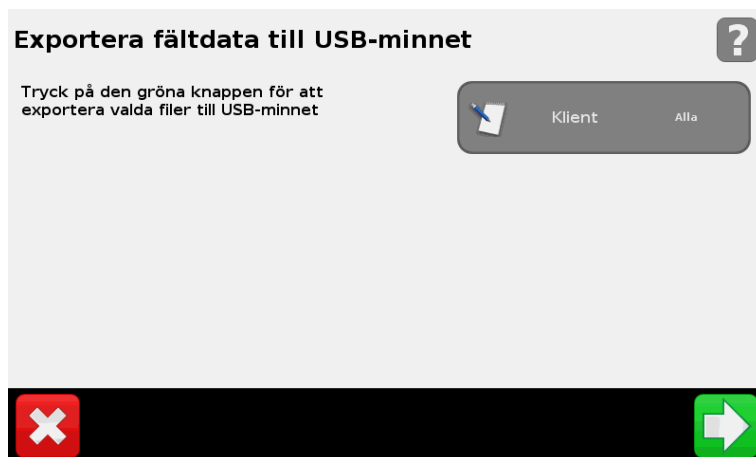 Exportera fältdata till USB-minnet
?
Tryck på den gröna knappen för att
exportera valda filer till USB-minnet
Klient Alla